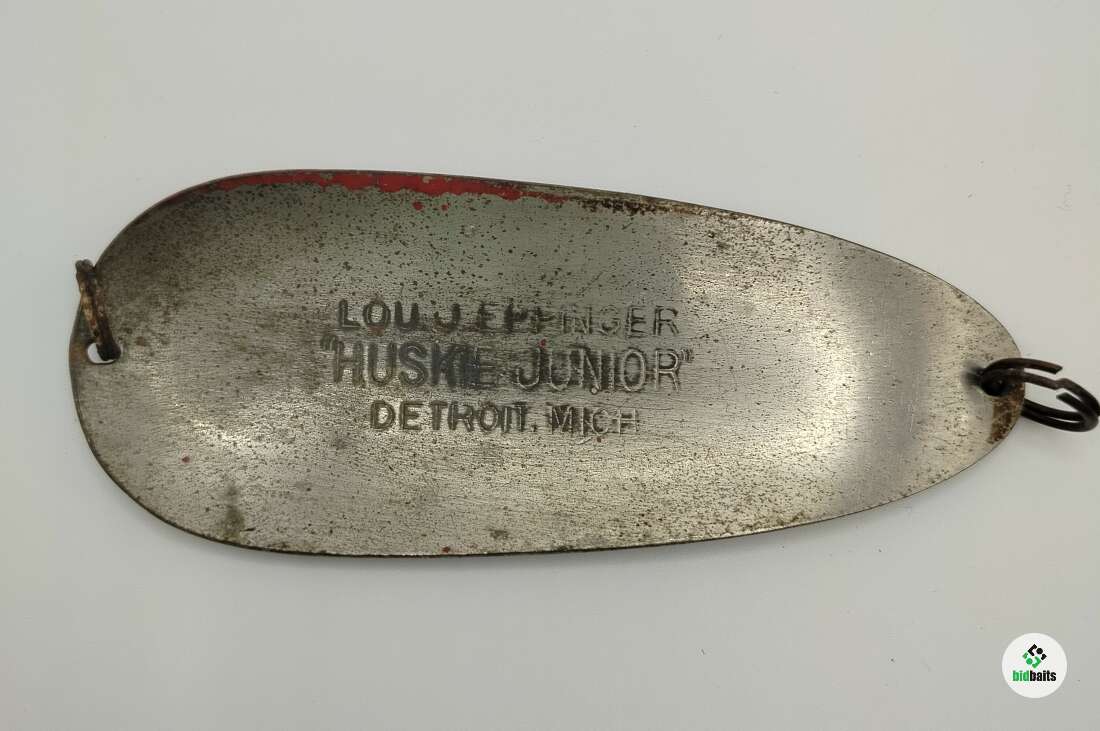 LOU J. EPPINGER
"HUSKIE JUNIOR"
DETROIT, MICH
bidbaits